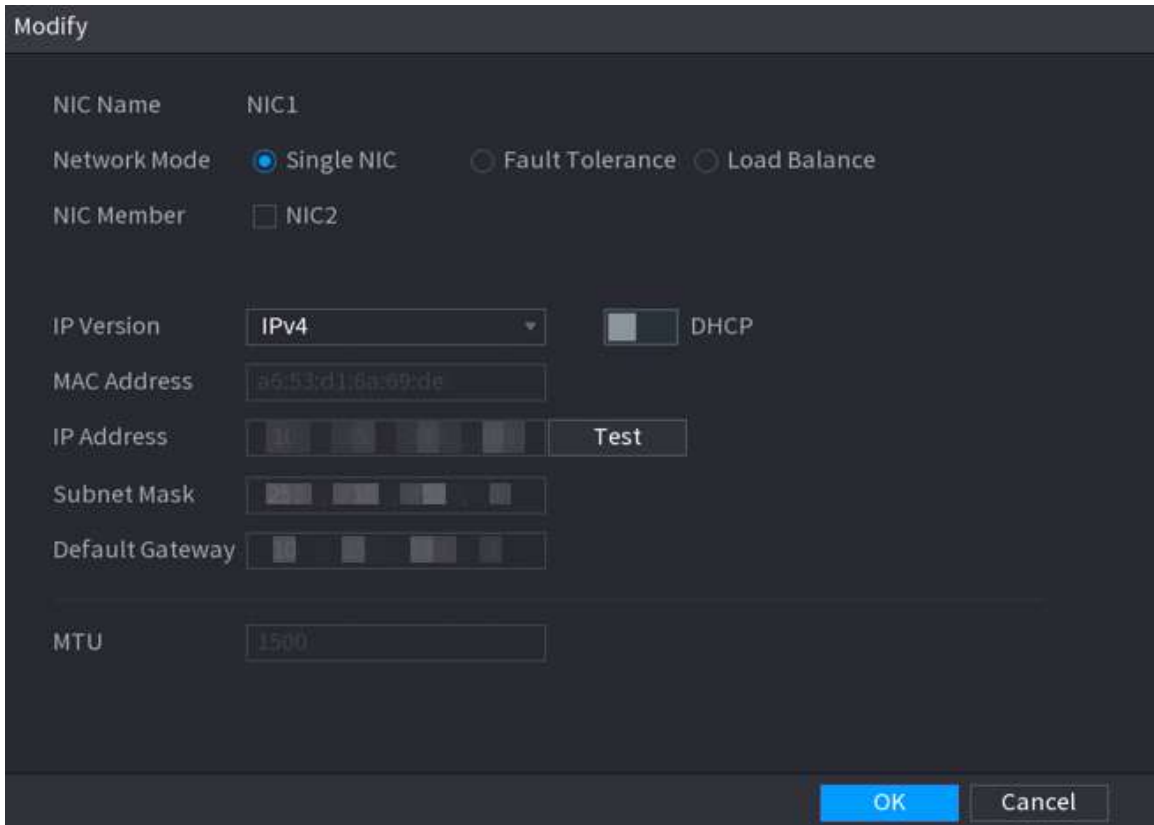 Modify
NIC Name NIC1
Network Mode Single NIC Fault Tolerance Load Balance
NIC Member NIC2
IP Version IPv4 DHCP
MAC Address a6:53:d1:6a:69:de
IP Address Test
Subnet Mask
Default Gateway
MTU 1500
OK Cancel